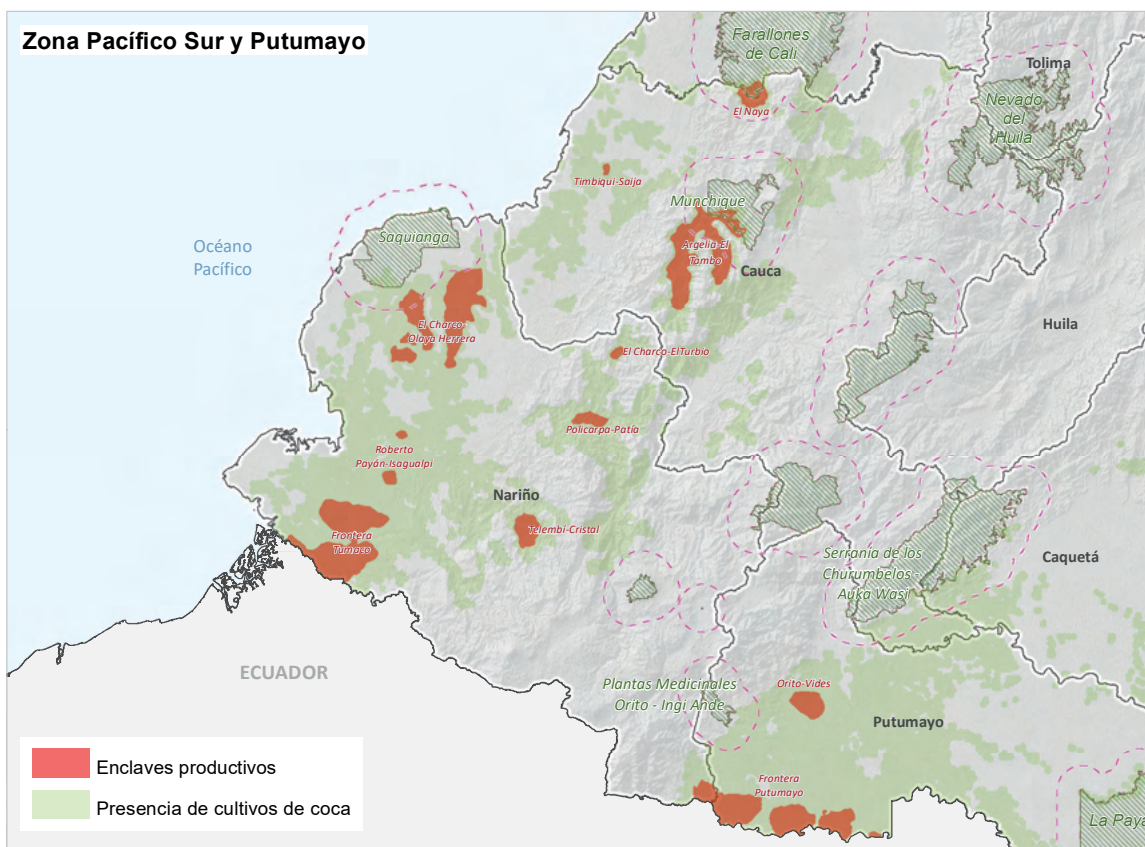 Zona Pacífico Sur y Putumayo
Farallones
de Cali
Tolima
El Naya
Nevado
del
Huila
Timbiqui-Saija
Munchique
Saquianga
Océano
Pacífico
Argelia-El
Tambo
Cauca
Huila
El Charco-
Olaya Herrera
El Charco-ElTurbio
Policarpa-Patía
Roberto
Payán-Isagualpi
Nariño
Telembí-Cristal
Frontera
Tumaco
Serranía de los
Churumbelos -
Auka Wasi
Caquetá
ECUADOR
Plantas Medicinales
Orito - Ingi Ande
Orito-Vides
Putumayo
Frontera
Putumayo
La Paya
Enclaves productivos
Presencia de cultivos de coca